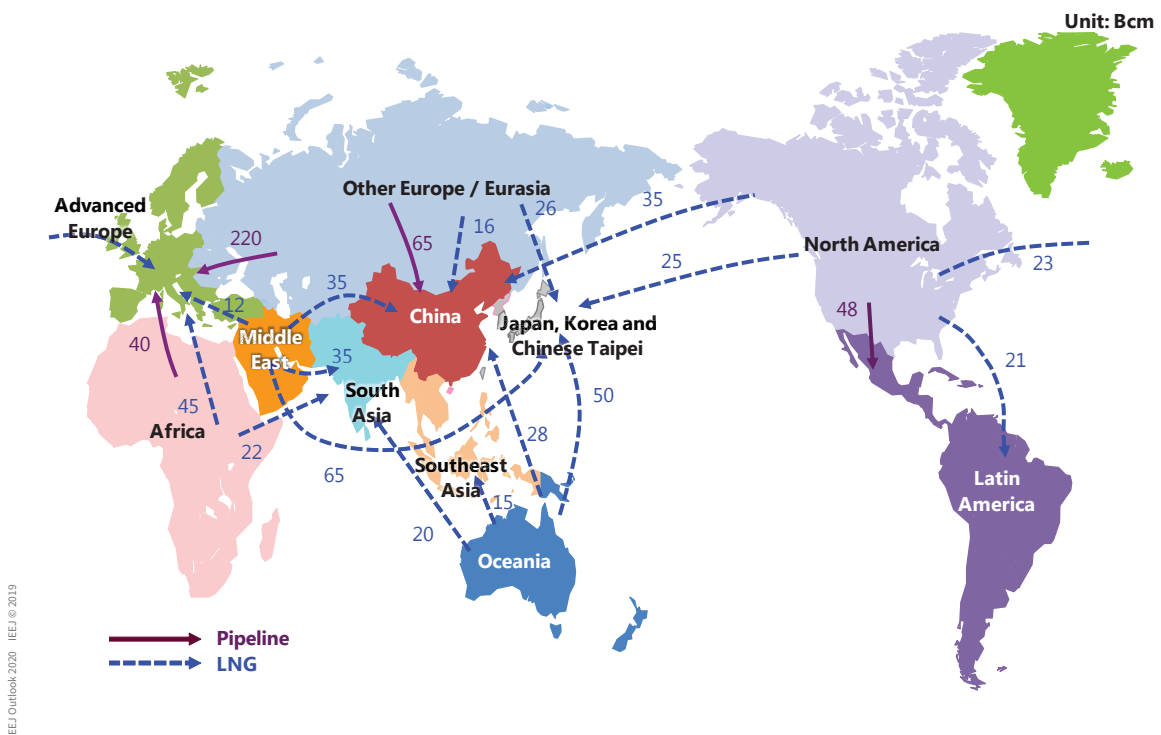 Unit: Bcm
Other Europe / Eurasia
Advanced
Europe
35
26
16
220
65
North America
25
23
35
12
48
China
Japan, Korea and
Chinese Taipei
Middle
East
40
35
21
South
Asia
50
45
Africa
28
22
65
Southeast
Asia
Latin
America
15
20
Oceania
Pipeline
LNG
EEJ Outlook 2020 IEEJ © 2019